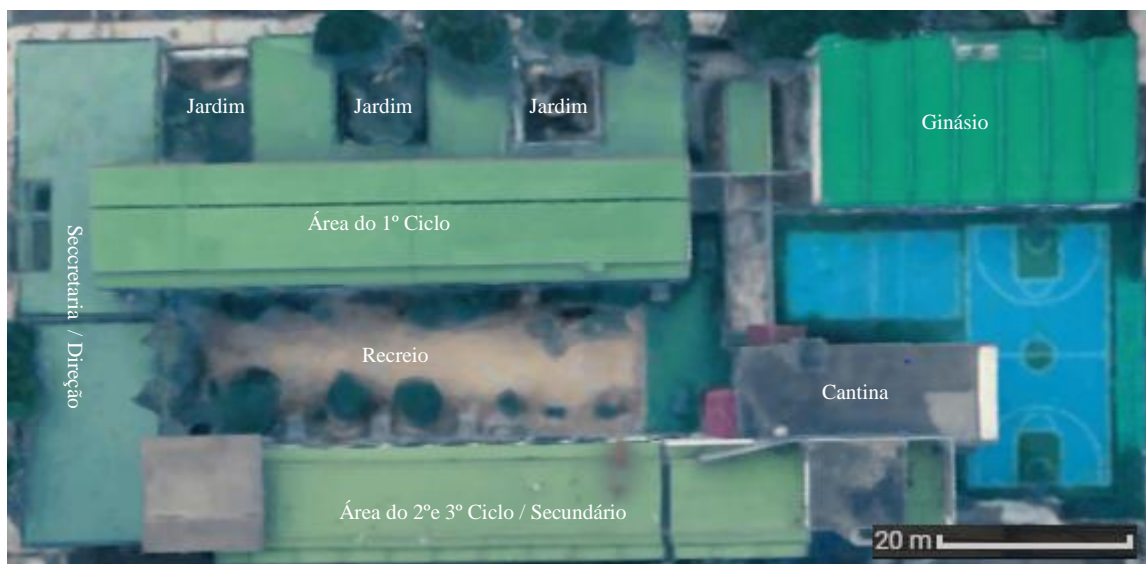 Jardim
Jardim
Jardim
Ginásio
Área do 1º Ciclo
Seccretaria / Direção
Recreio
Cantina
Área do 2ºe 3º Ciclo / Secundário
20 m